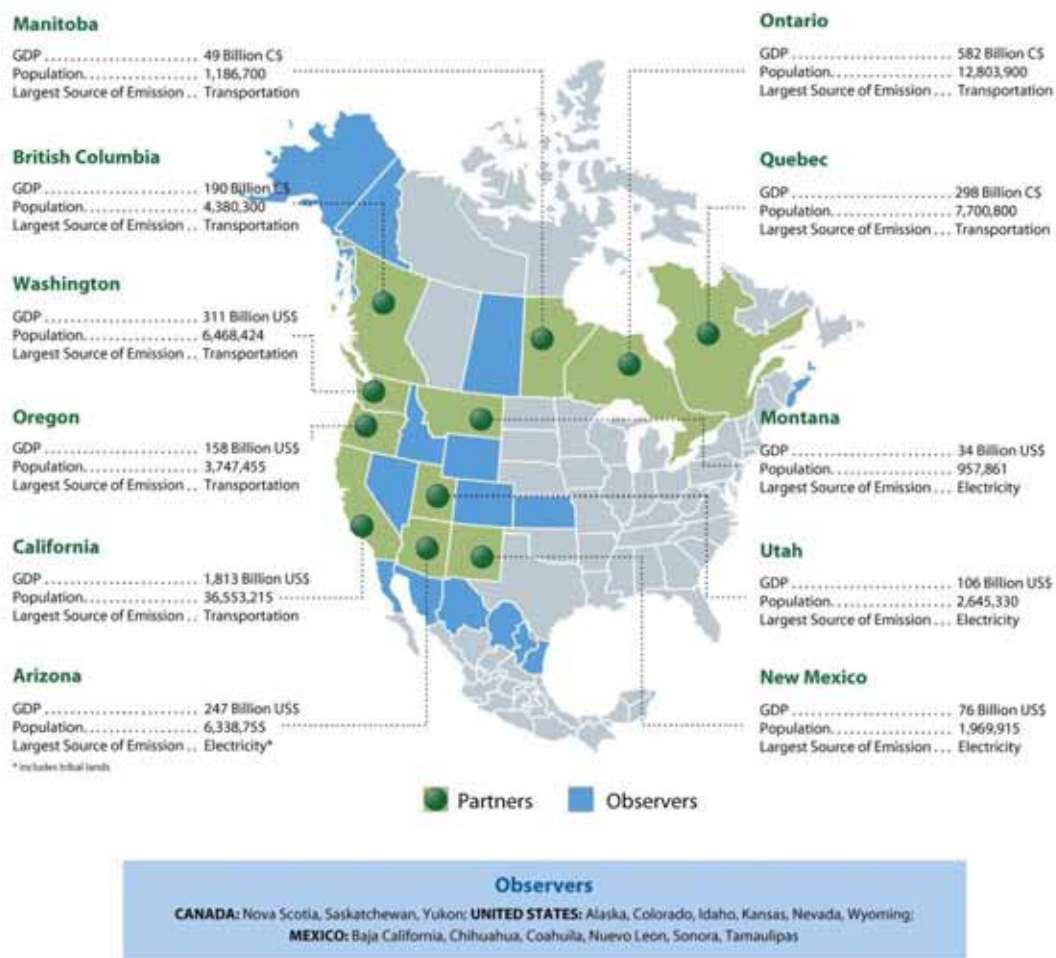 Manitoba
GDP ........................ 49 Billion C$
Population.................. 1,186,700
Largest Source of Emission .. Transportation
British Columbia
GDP ........................ 190 Billion C$
Population.................. 4,380,300
Largest Source of Emission .. Transportation
Washington
GDP ........................ 311 Billion US$
Population.................. 6,468,424
Largest Source of Emission .. Transportation
Oregon
GDP ........................ 158 Billion US$
Population.................. 3,747,455
Largest Source of Emission .. Transportation
California
GDP ........................ 1,813 Billion US$
Population.................. 36,553,215
Largest Source of Emission .. Transportation
Arizona
GDP ........................ 247 Billion US$
Population.................. 6,338,755
Largest Source of Emission .. Electricity*
* includes tribal lands
Ontario
GDP ........................ 582 Billion C$
Population.................. 12,803,900
Largest Source of Emission ... Transportation
Quebec
GDP ........................ 298 Billion C$
Population.................. 7,700,800
Largest Source of Emission ... Transportation
Montana
GDP ........................ 34 Billion US$
Population.................. 957,861
Largest Source of Emission ... Electricity
Utah
GDP ........................ 106 Billion US$
Population.................. 2,645,330
Largest Source of Emission ... Electricity
New Mexico
GDP ........................ 76 Billion US$
Population.................. 1,969,915
Largest Source of Emission ... Electricity
Partners Observers
Observers
CANADA: Nova Scotia, Saskatchewan, Yukon; UNITED STATES: Alaska, Colorado, Idaho, Kansas, Nevada, Wyoming;
MEXICO: Baja California, Chihuahua, Coahuila, Nuevo Leon, Sonora, Tamaulipas